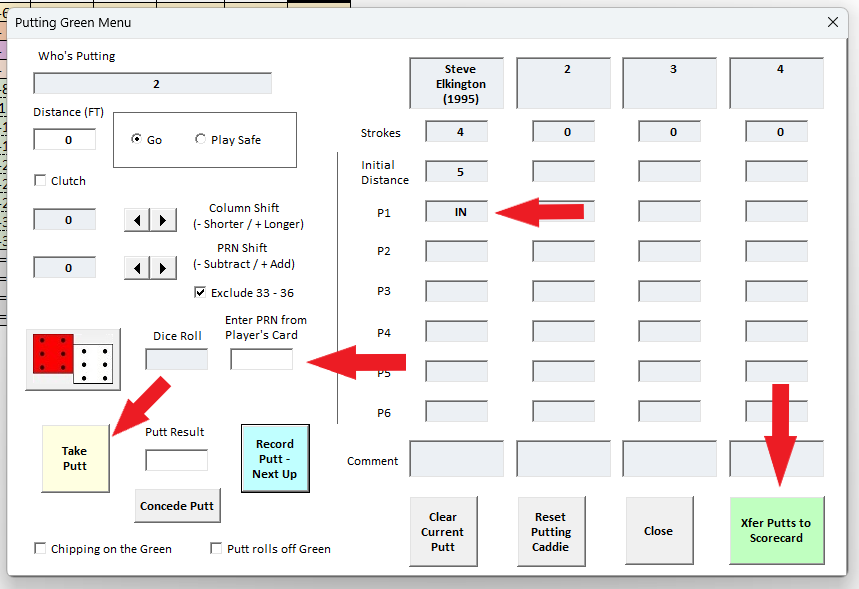 Putting Green Menu
Who's Putting
2
Distance (FT)
0
Go
Play Safe
Clutch
0
Column Shift
(- Shorter / + Longer)
0
PRN Shift
(- Subtract / + Add)
Exclude 33 - 36
Dice Roll
Enter PRN from
Player's Card
Take
Putt
Putt Result
Record
Putt -
Next Up
Concede Putt
Chipping on the Green
Putt rolls off Green
Steve
Elkington
(1995)
2
3
4
Strokes
4
0
0
0
Initial
Distance
5
P1
IN
P2
P3
P4
P5
P6
Comment
Clear
Current
Putt
Reset
Putting
Caddie
Close
Xfer Putts to
Scorecard